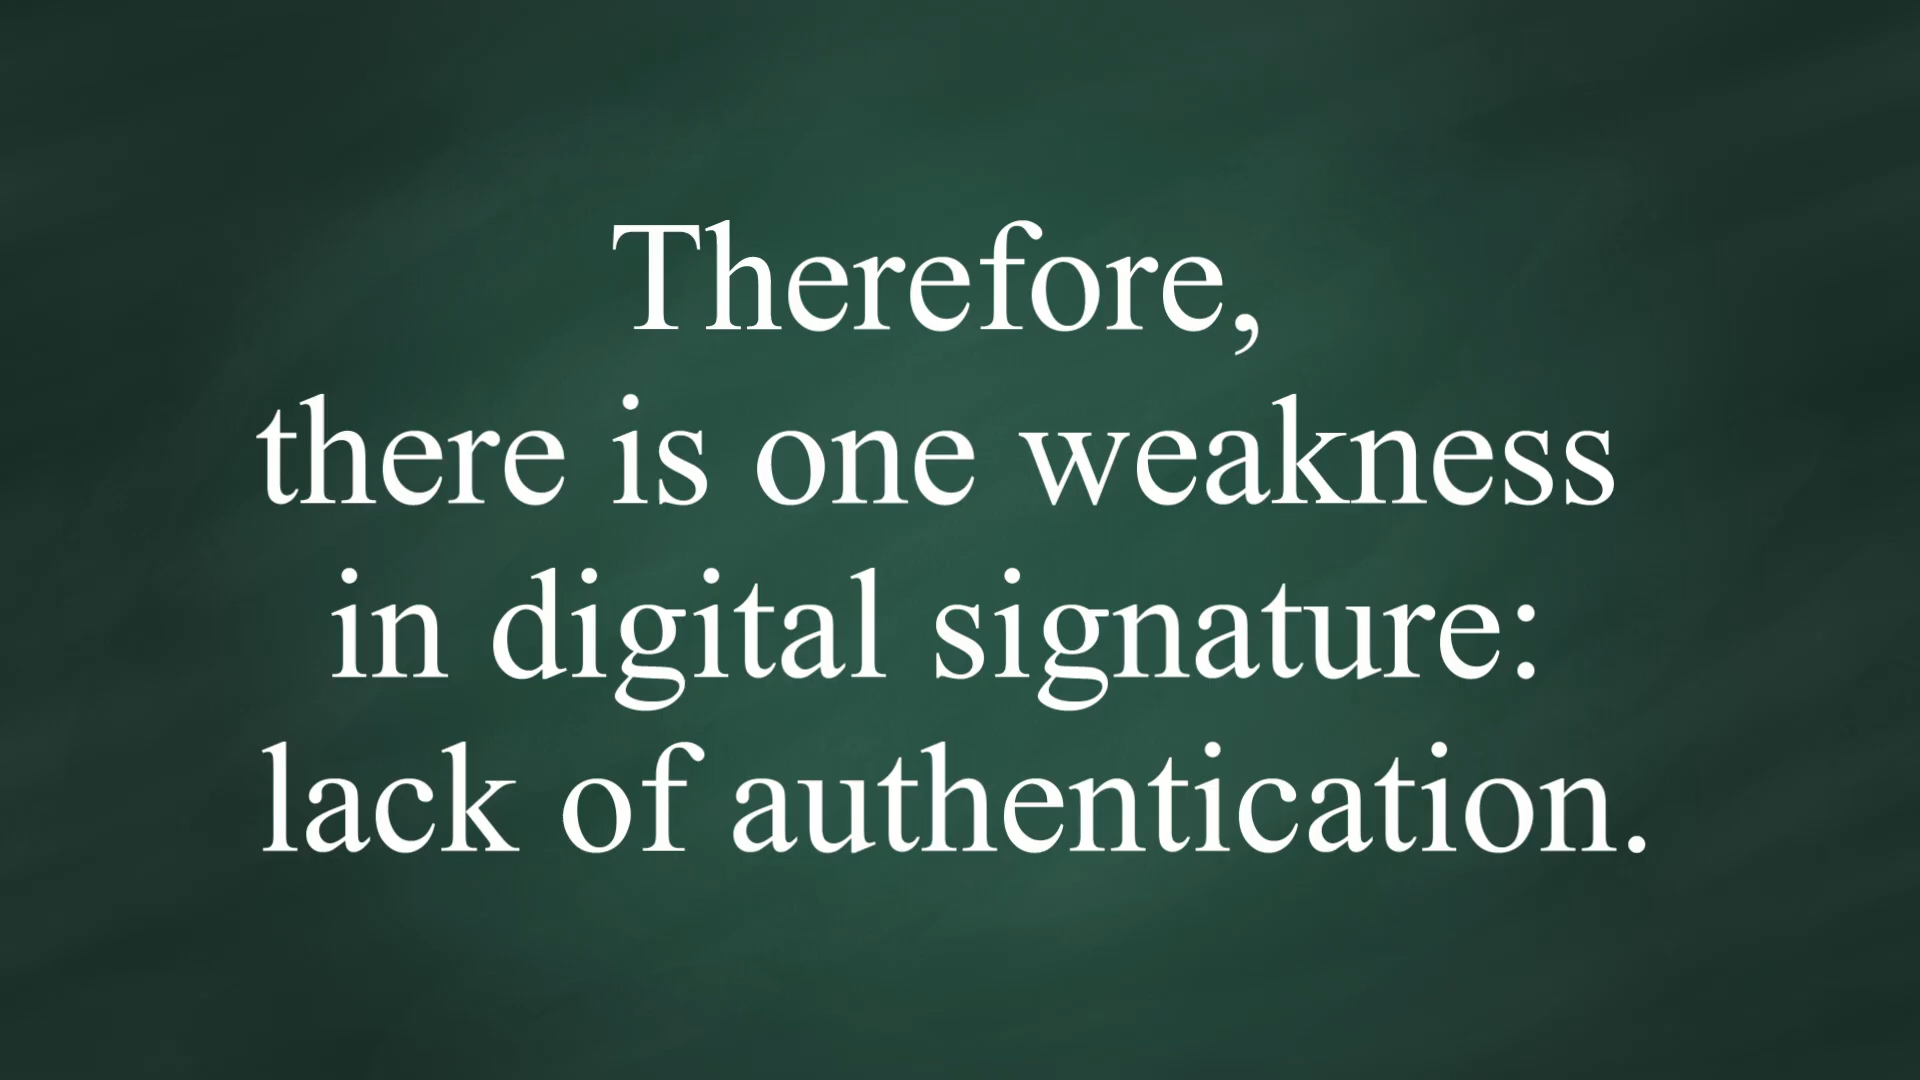 Therefore,
there is one weakness
in digital signature:
lack of authentication.